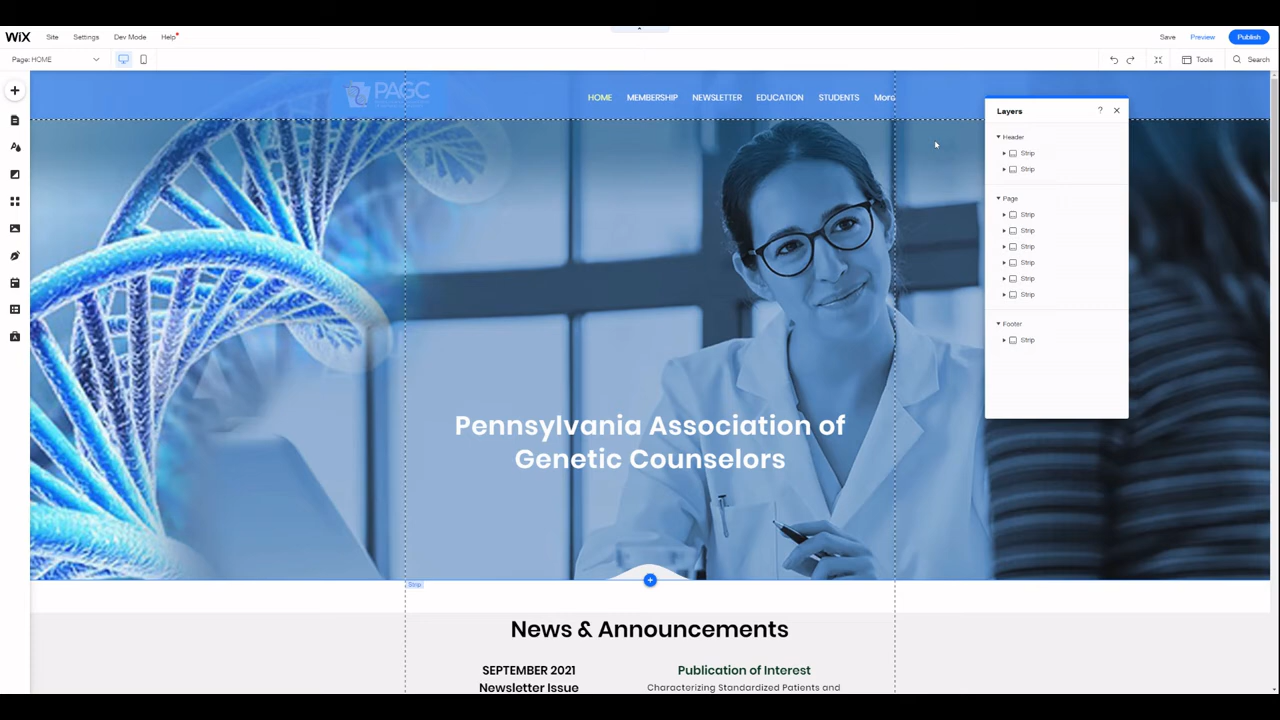 WiX Site Settings Dev Mode Help Save Preview Publish
Page: HOME Tools Search
PAGC
HOME MEMBERSHIP NEWSLETTER EDUCATION STUDENTS More
Layers ?
Header
Strip
Strip
Page
Strip
Strip
Strip
Strip
Strip
Strip
Footer
Strip
Pennsylvania Association of
Genetic Counselors
Strip
News & Announcements
SEPTEMBER 2021
Newsletter Issue
Publication of Interest
Characterizing Standardized Patients and